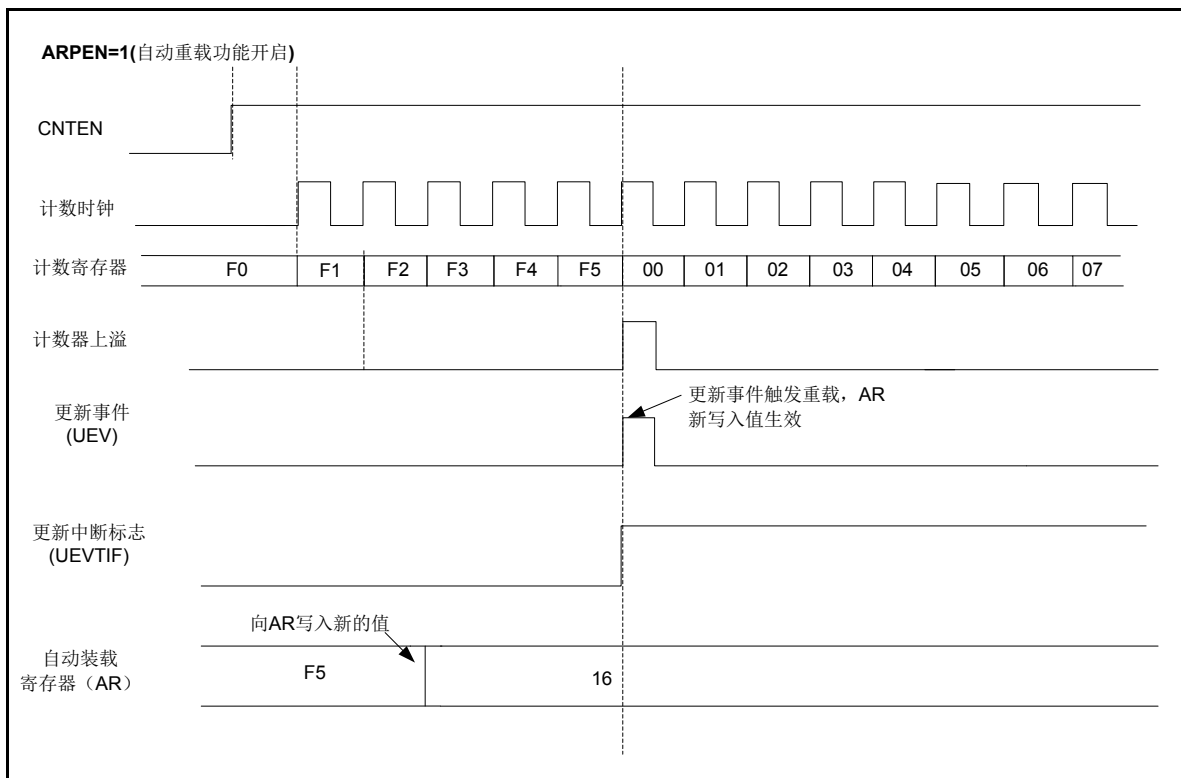 ARPEN=1(自动重载功能开启)
CNTEN
计数时钟
计数寄存器
F0 F1 F2 F3 F4 F5 00 01 02 03 04 05 06 07
计数器上溢
更新事件
(UEV)
更新事件触发重载，AR
新写入值生效
更新中断标志
(UEVTIF)
向AR写入新的值
自动装载
寄存器（AR）
F5 16